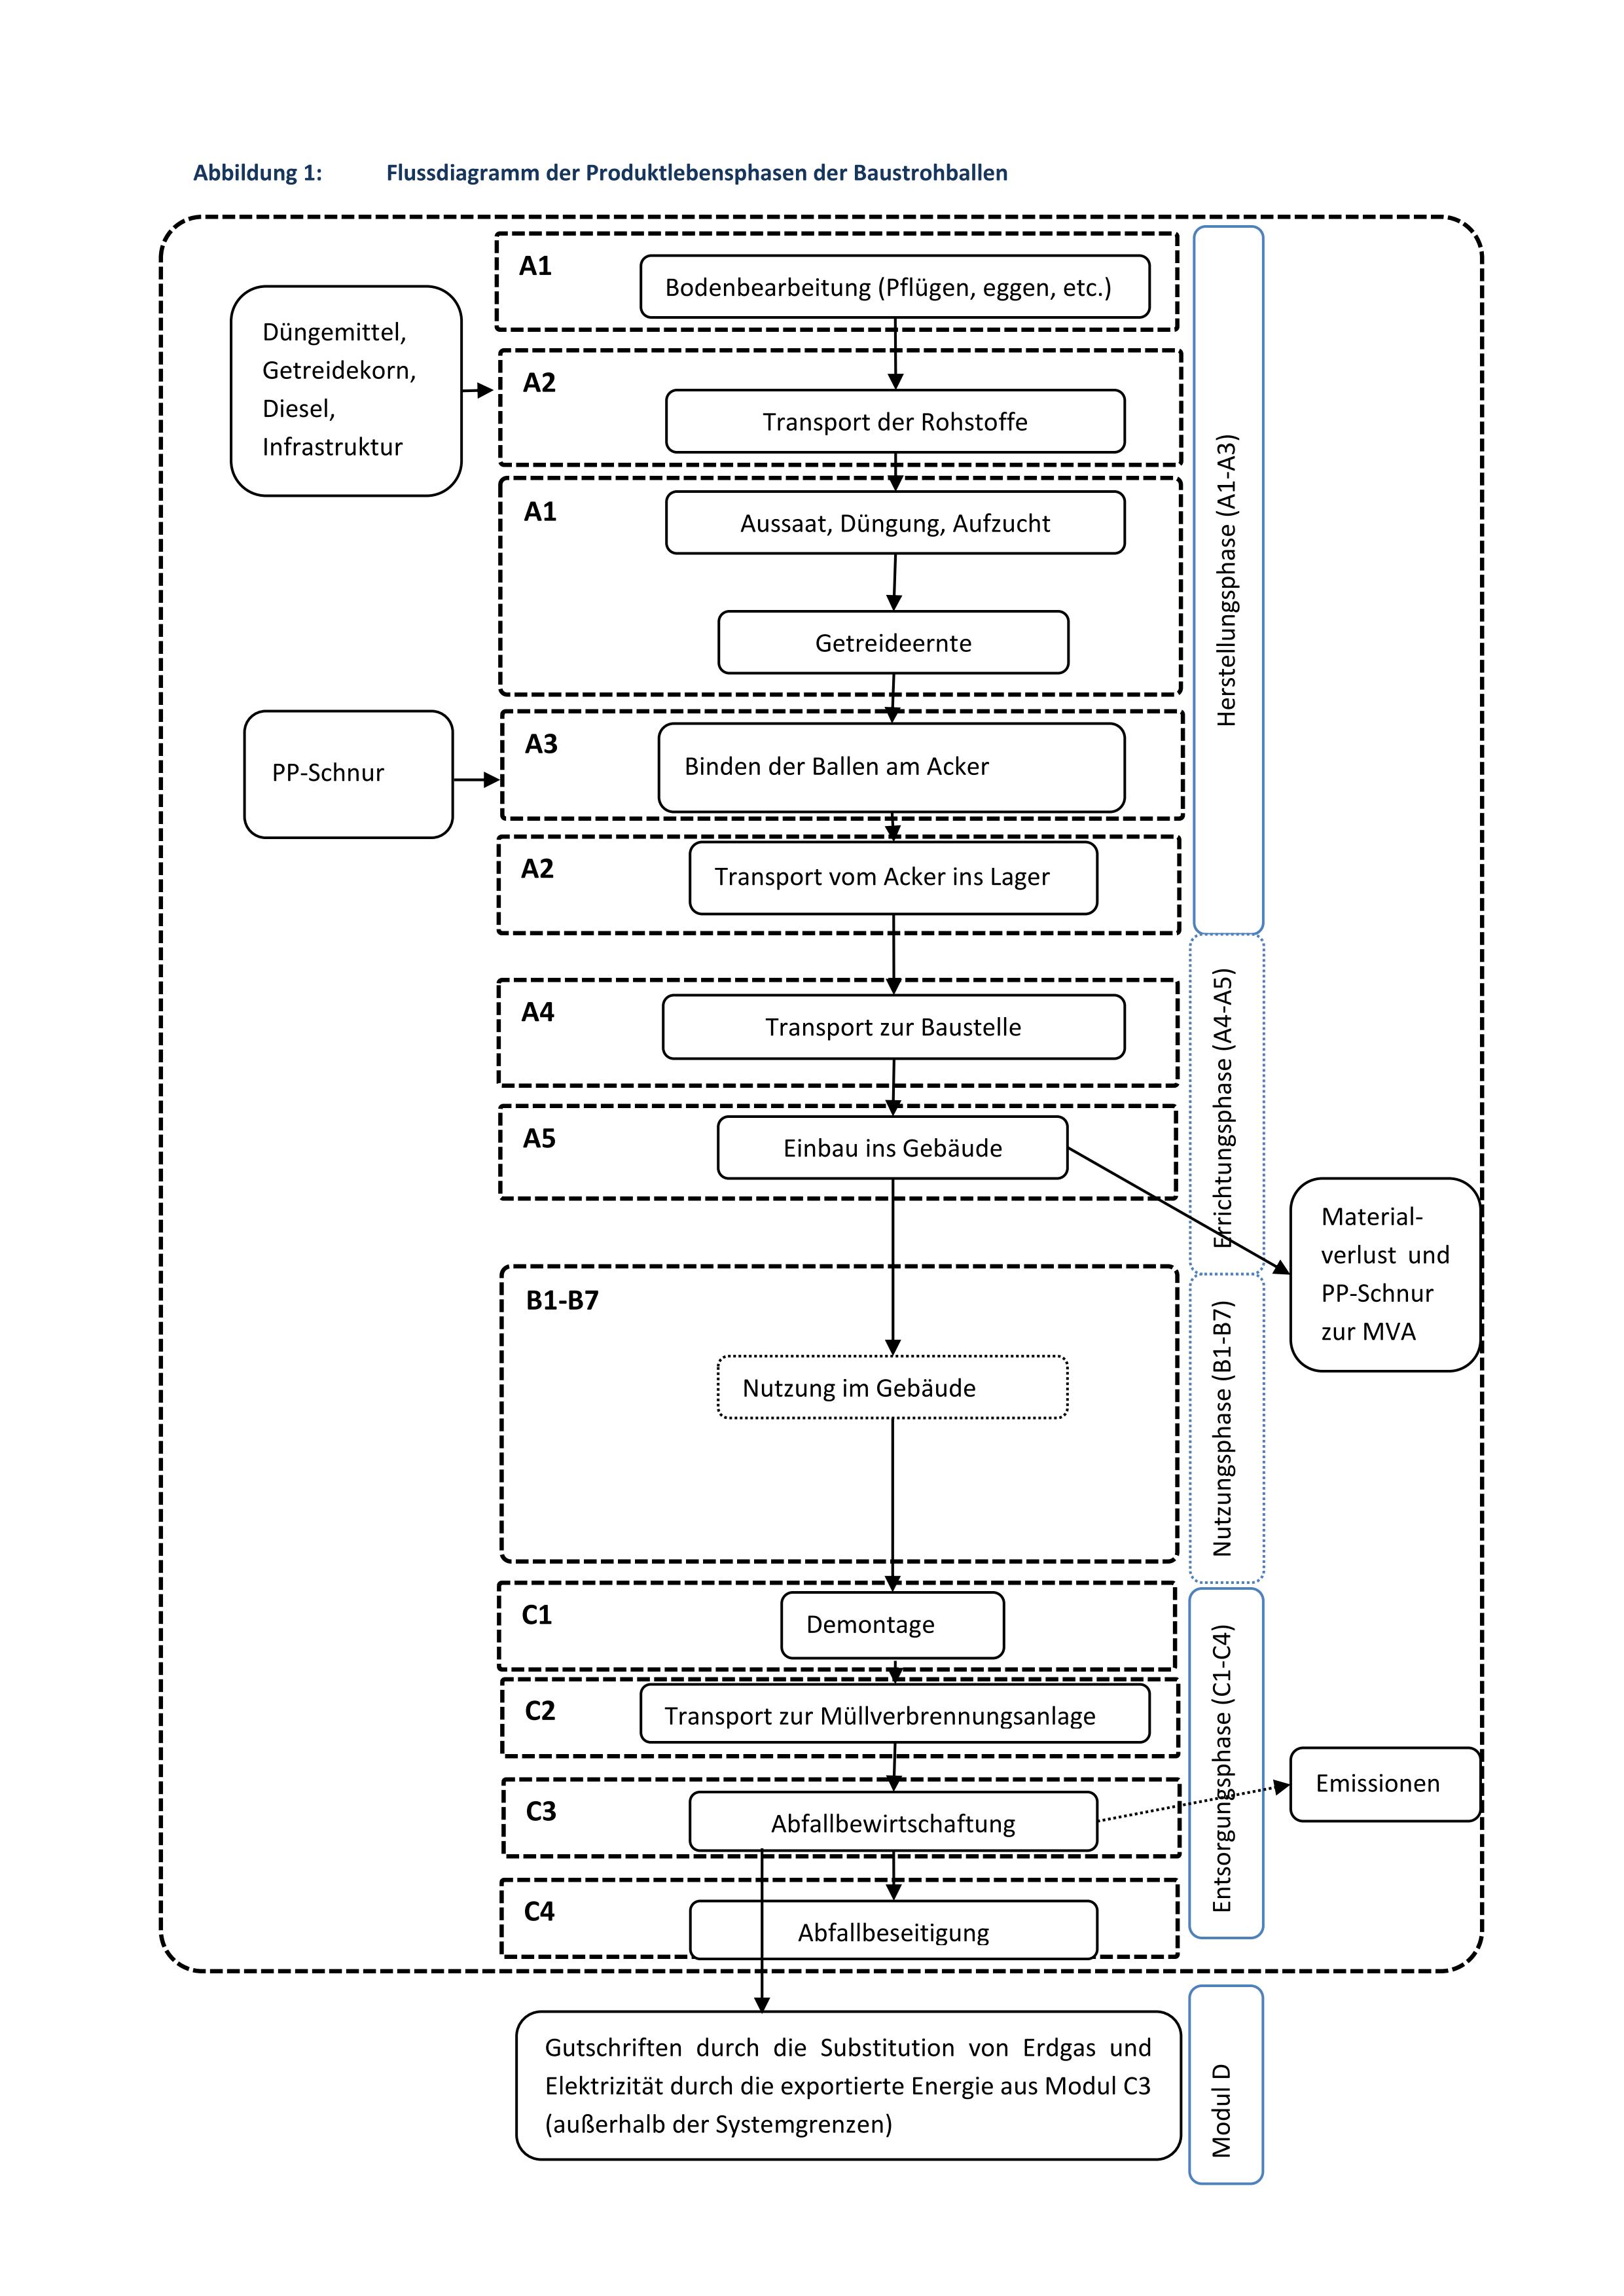 Abbildung 1: Flussdiagramm der Produktlebensphasen der Baustrohballen
A1
Bodenbearbeitung (Pflügen, eggen, etc.)
Düngemittel,
Getreidekorn,
Diesel,
Infrastruktur
A2
Transport der Rohstoffe
A1
Aussaat, Düngung, Aufzucht
Getreideernte
Herstellungsphase (A1-A3)
PP-Schnur
A3
Binden der Ballen am Acker
A2
Transport vom Acker ins Lager
A4
Transport zur Baustelle
A5
Einbau ins Gebäude
Errichtungsphase (A4-A5)
Material-
verlust und
PP-Schnur
zur MVA
B1-B7
Nutzung im Gebäude
Nutzungsphase (B1-B7)
C1
Demontage
C2
Transport zur Müllverbrennungsanlage
C3
Abfallbewirtschaftung
Emissionen
C4
Abfallbeseitigung
Entsorgungsphase (C1-C4)
Gutschriften durch die Substitution von Erdgas und
Elektrizität durch die exportierte Energie aus Modul C3
(außerhalb der Systemgrenzen)
Modul D